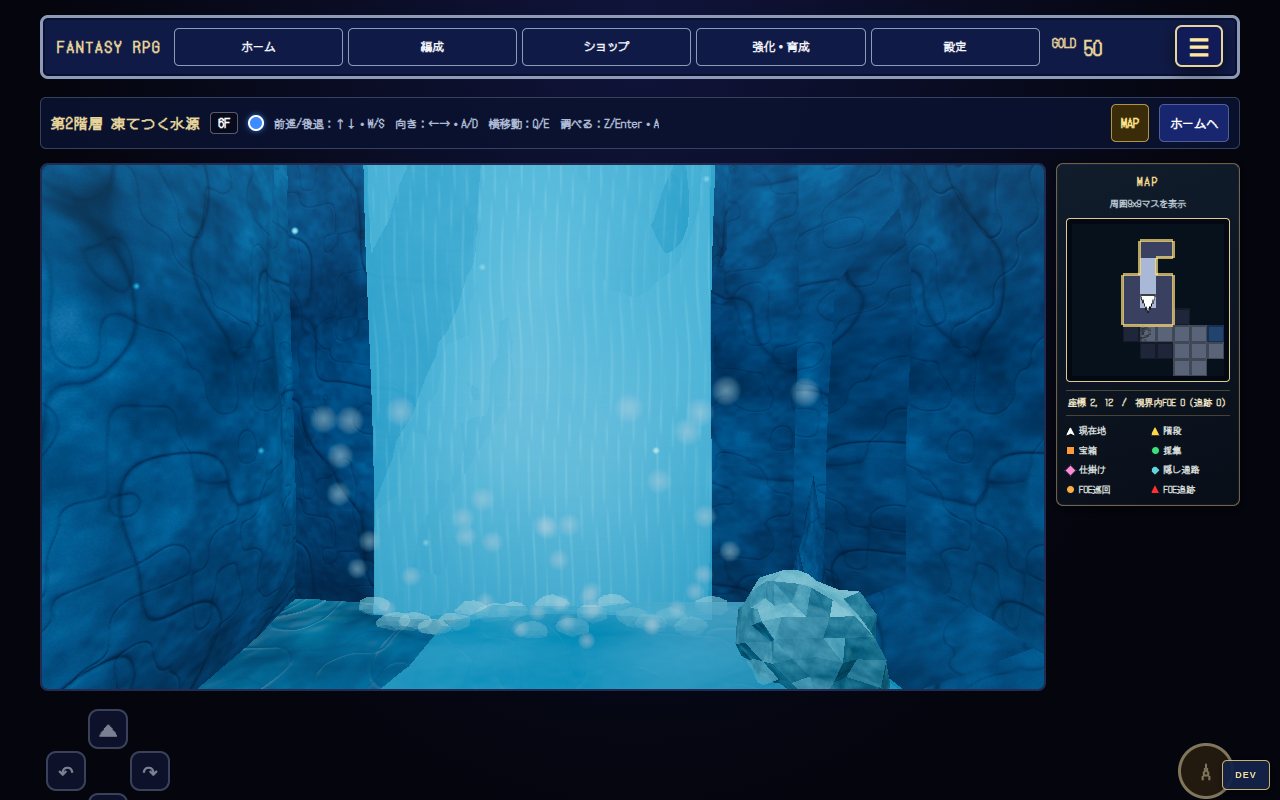 FANTASY RPG ホーム 編成 ショップ 強化・育成 設定 GOLD 50
第2階層 凍てつく水源 6F 前進/後退：↑↓・W/S 向き：←→・A/D 横移動：Q/E 調べる：Z/Enter・A MAP ホームへ
MAP
周囲9x9マスを表示
座標 2, 12 / 視界内FOE 0（追跡 0）
現在地 階段
宝箱 採集
仕掛け 隠し通路
FOE巡回 FOE追跡
A DEV